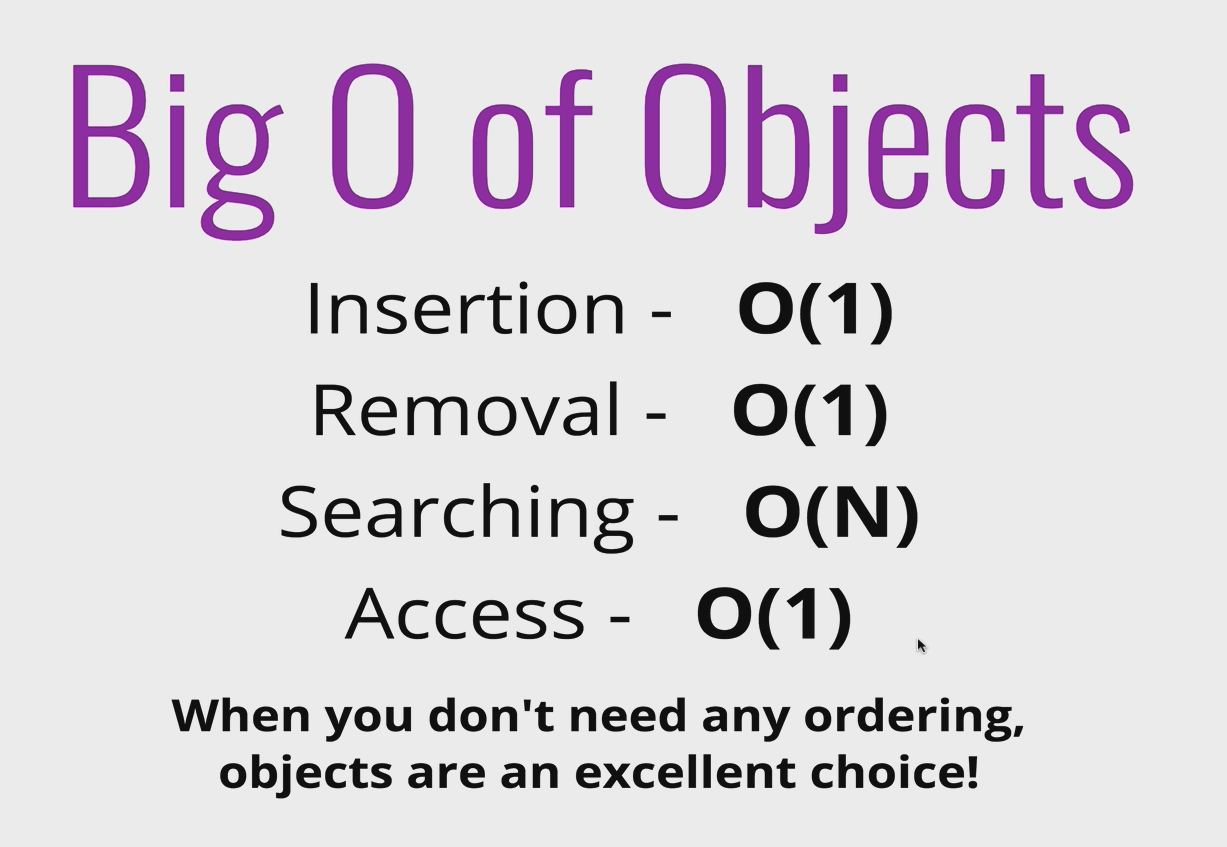 Big O of Objects
Insertion - O(1)
Removal - O(1)
Searching - O(N)
Access - O(1)
When you don't need any ordering,
objects are an excellent choice!